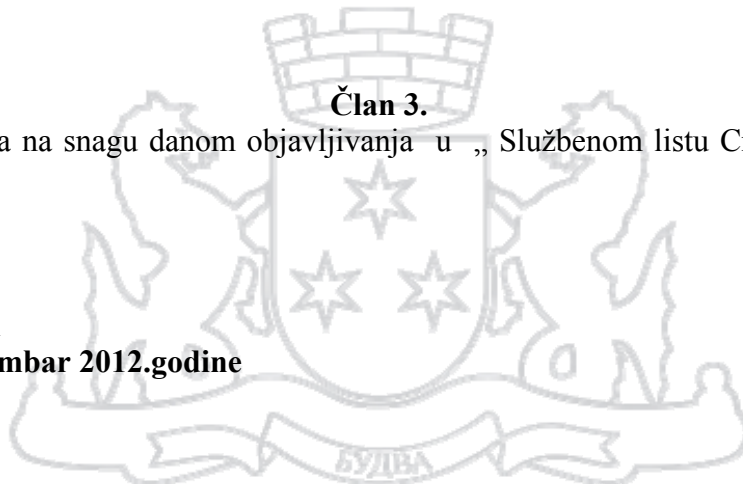 Član 3.
a na snagu danom objavljivanja u „ Službenom listu C
mbar 2012.godine
БУДВА